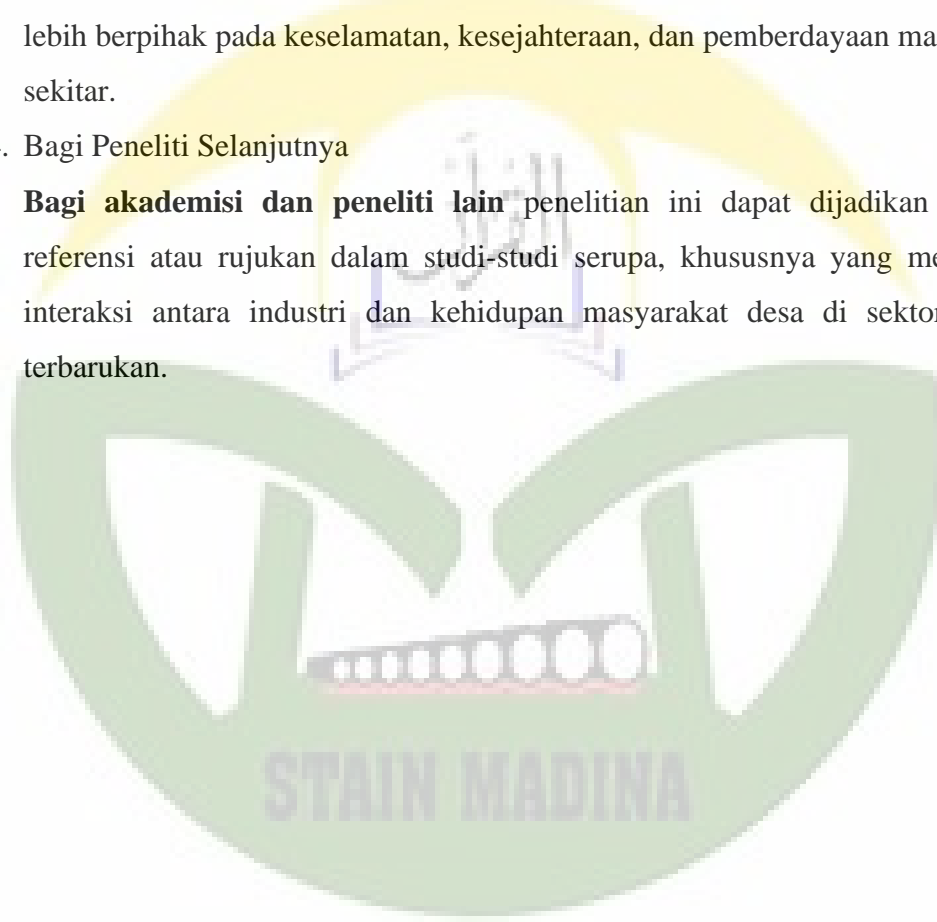 lebih berpihak pada keselamatan, kesejahteraan, dan pemberdayaan
sekitar.
Bagi Peneliti Selanjutnya
Bagi akademisi dan peneliti lain penelitian ini dapat dijadikan
referensi atau rujukan dalam studi-studi serupa, khususnya yang
interaksi antara industri dan kehidupan masyarakat desa di sektor
terbarukan.
القرآن
STAIN MADINA